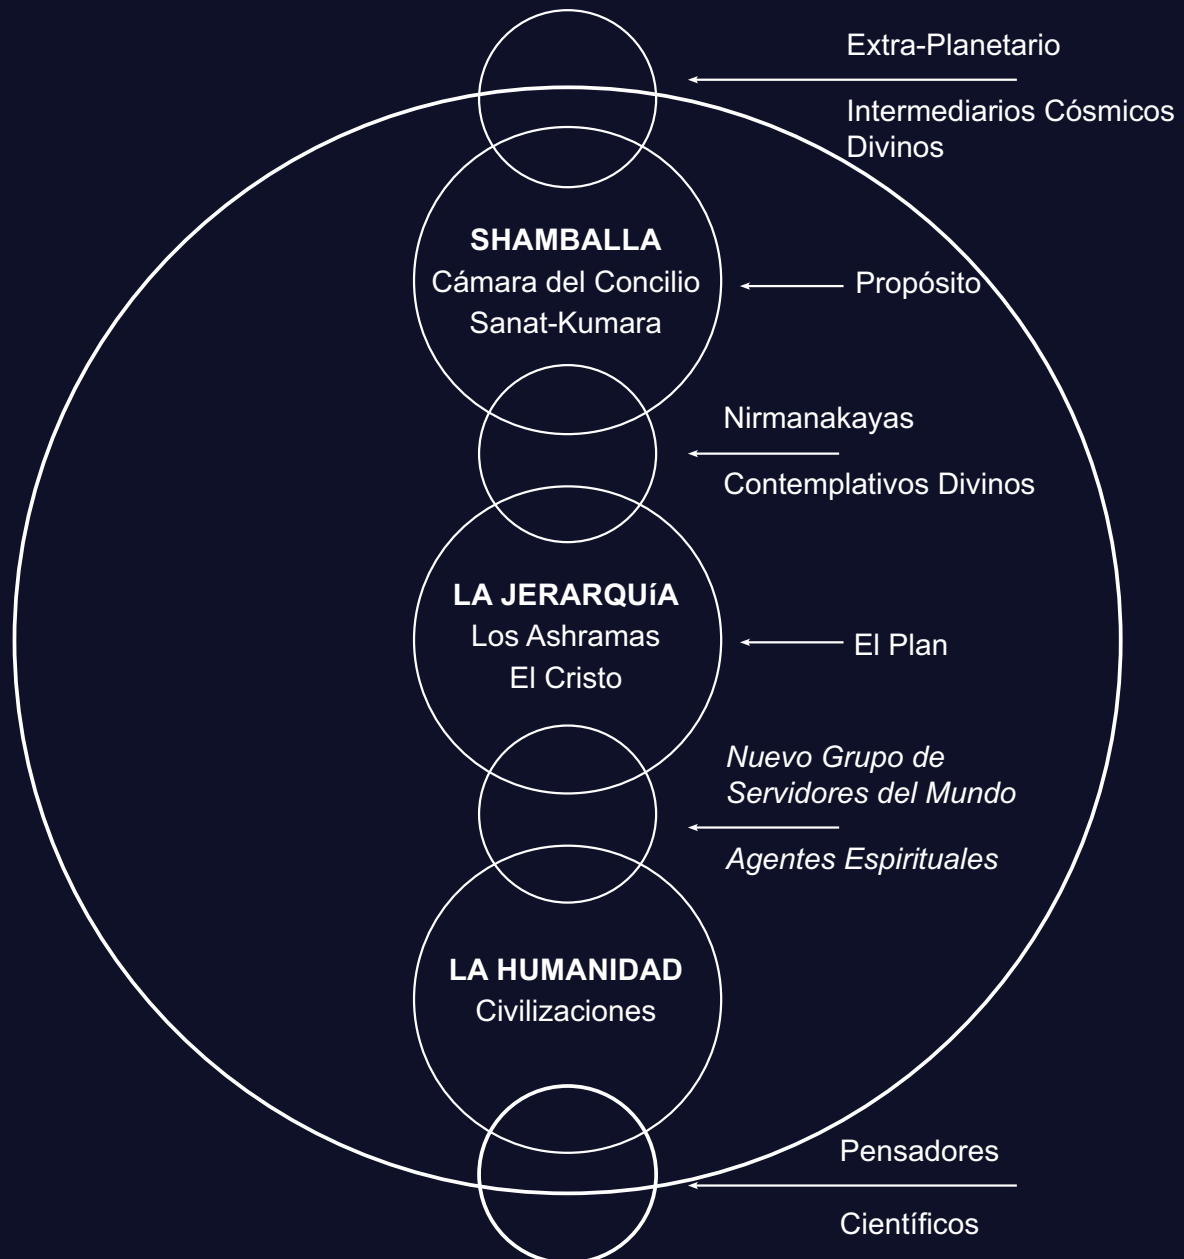 Extra-Planetario
Intermediarios Cósmicos
Divinos
SHAMBALLA
Cámara del Concilio
Sanat-Kumara
Propósito
Nirmanakayas
Contemplativos Divinos
LA JERARQUíA
Los Ashramas
El Cristo
El Plan
Nuevo Grupo de
Servidores del Mundo
Agentes Espirituales
LA HUMANIDAD
Civilizaciones
Pensadores
Científicos